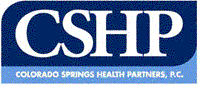 CSHP
COLORADO SPRINGS HEALTH PARTNERS, P.C.